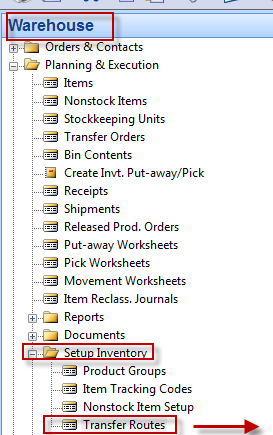 Warehouse
Orders & Contacts
Planning & Execution
Items
Nonstock Items
Stockkeeping Units
Transfer Orders
Bin Contents
Create Invt. Put-away/Pick
Receipts
Shipments
Released Prod. Orders
Put-away Worksheets
Pick Worksheets
Movement Worksheets
Item Reclass. Journals
Reports
Documents
Setup Inventory
Product Groups
Item Tracking Codes
Nonstock Item Setup
Transfer Routes